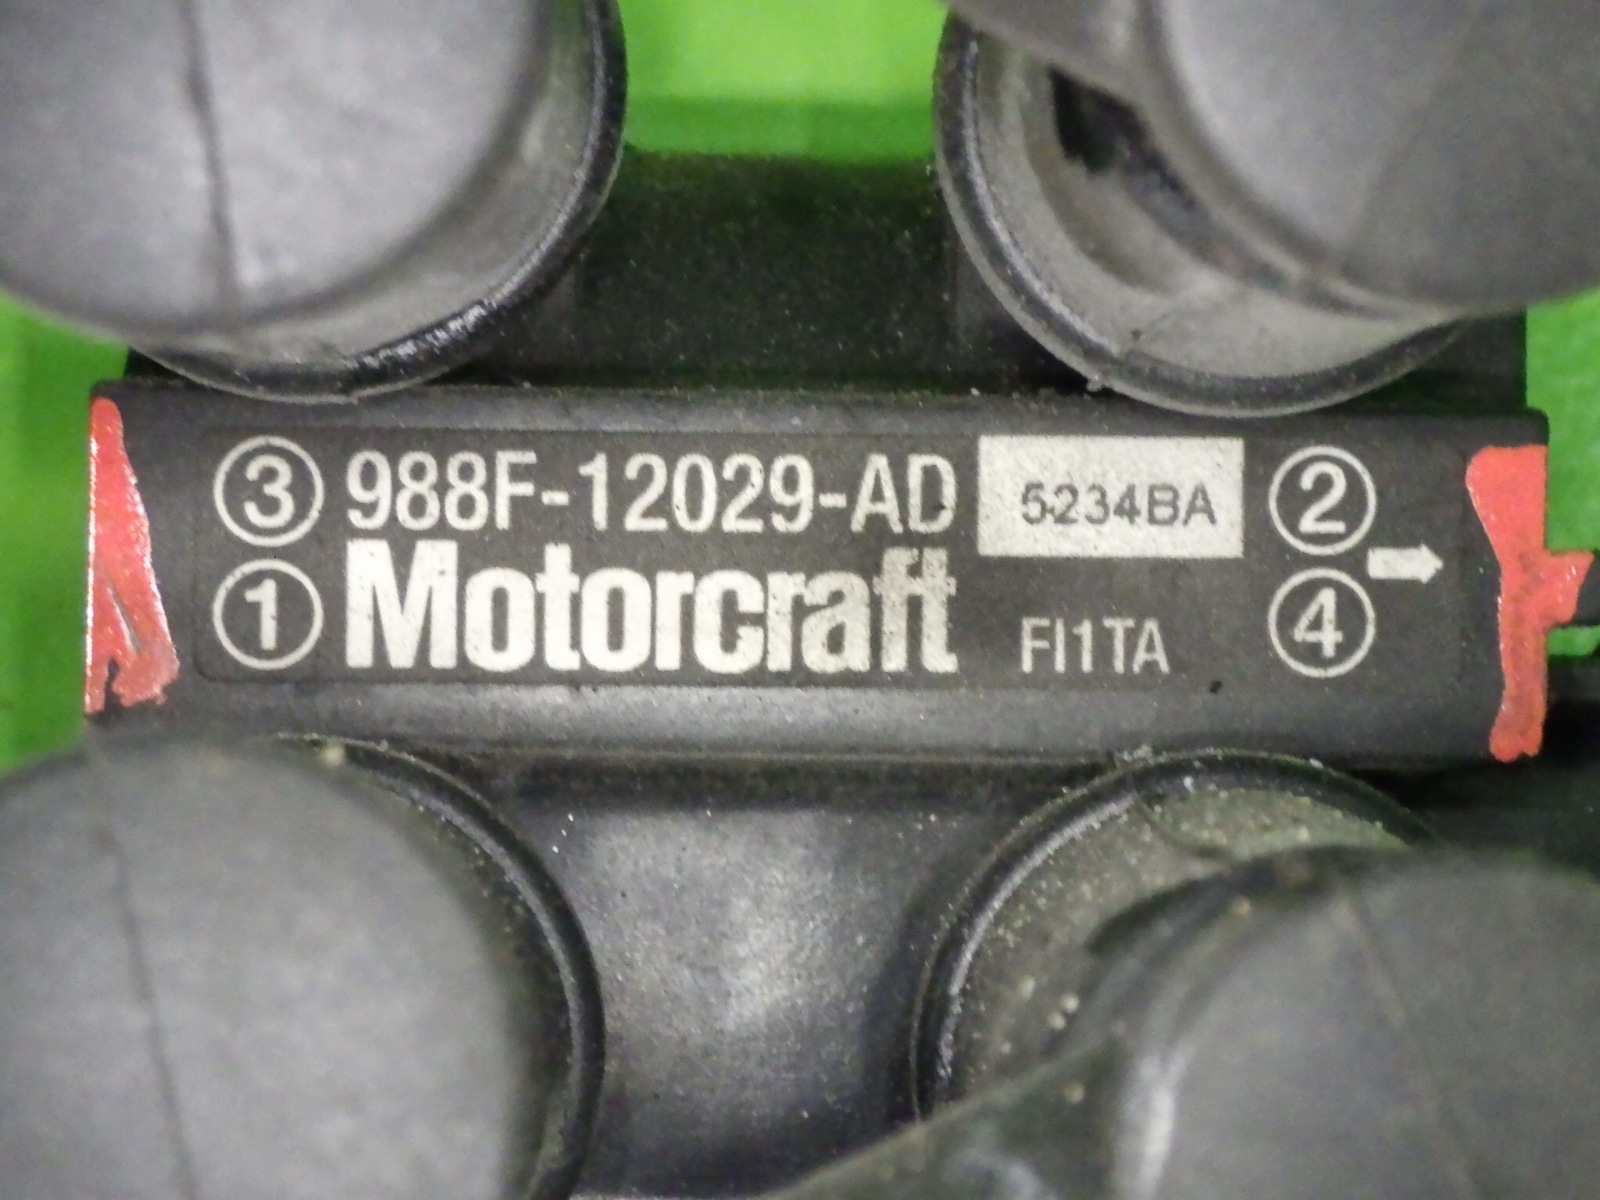 ③ 988F-12029-AD 5234BA ②
① Motorcraft FI1TA ④